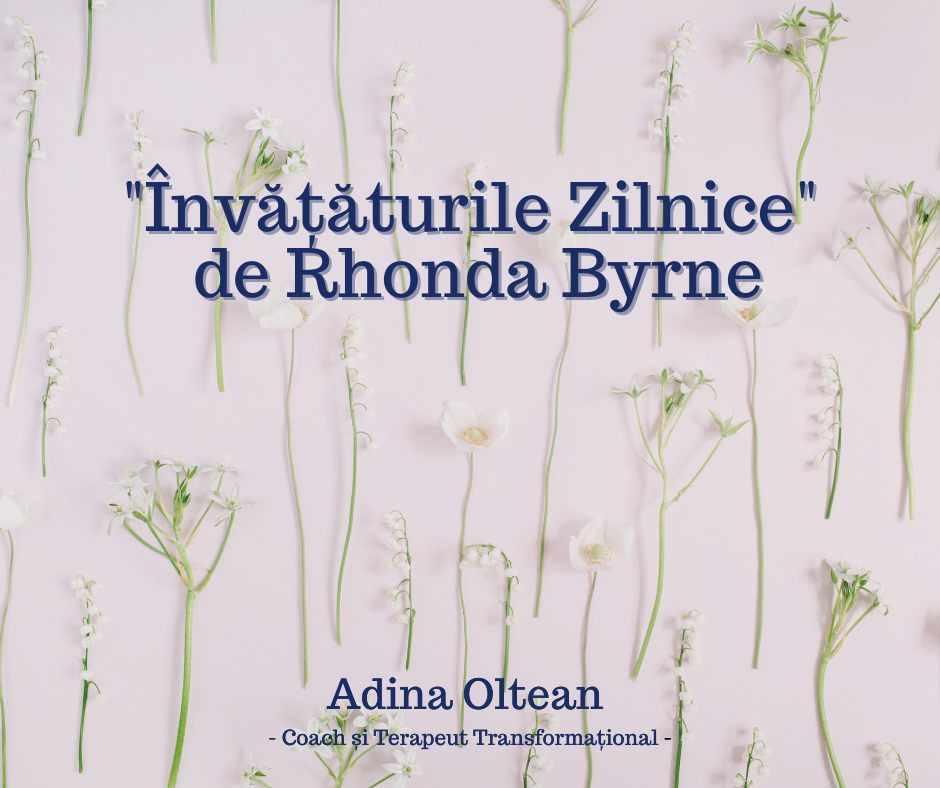 "Învățăturile Zilnice"
de Rhonda Byrne
Adina Oltean
- Coach și Terapeut Transformațional -